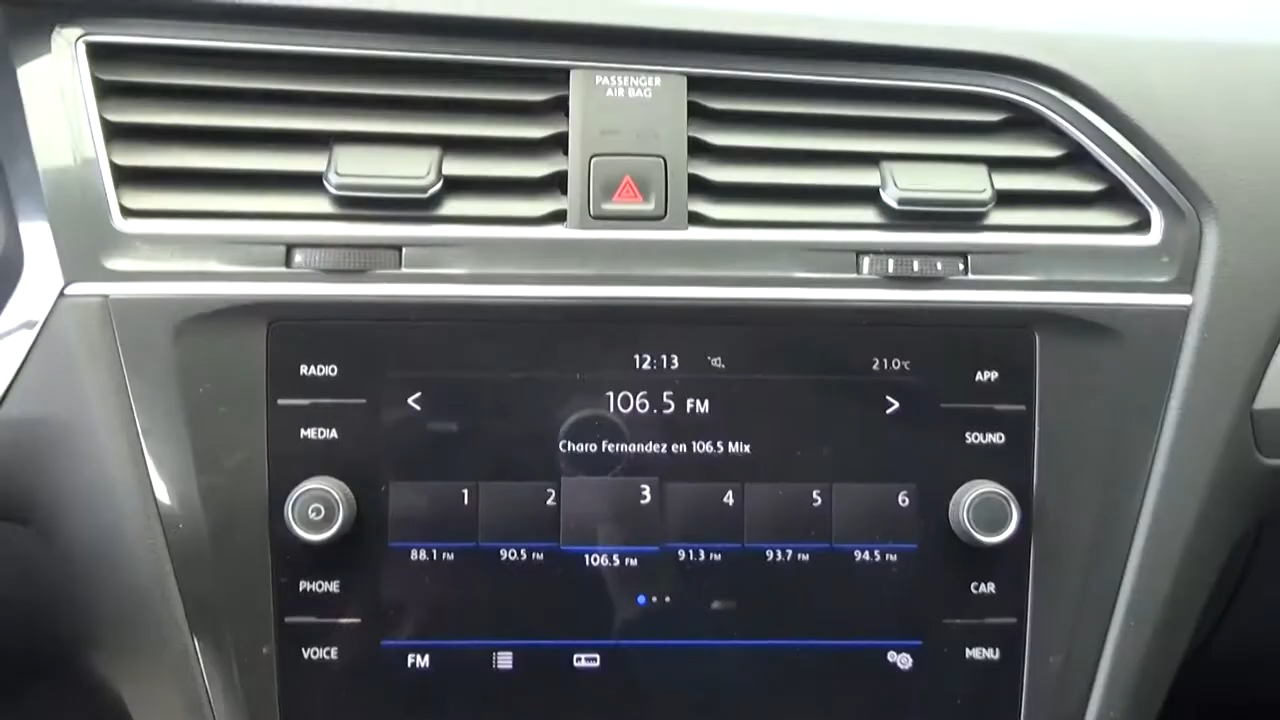 PASSENGER
AIR BAG
12:13
21.0°C
RADIO
APP
< 106.5 FM >
MEDIA
SOUND
Charo Fernandez en 106.5 Mix
1 2 3 4 5 6
88.1 FM 90.5 FM 106.5 FM 91.3 FM 93.7 FM 94.5 FM
PHONE
CAR
VOICE
FM
MENU